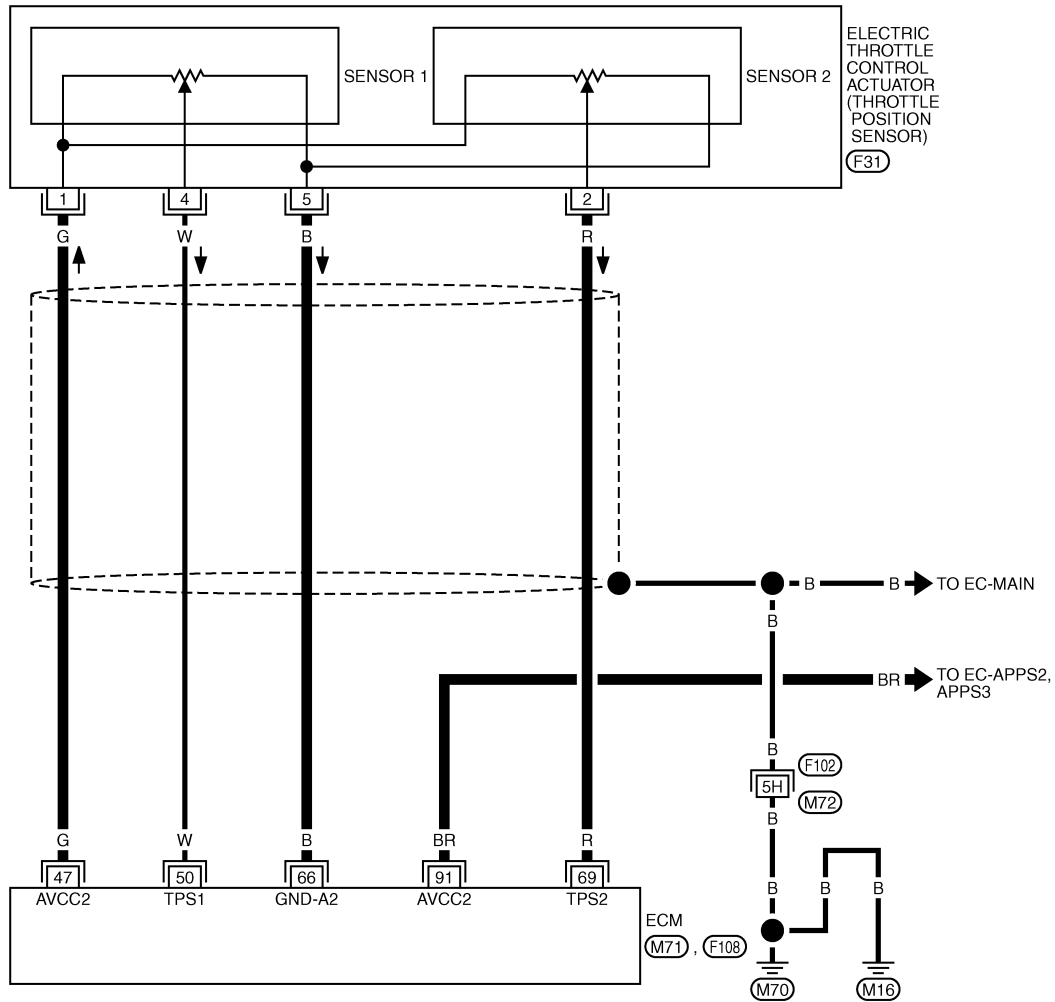 SENSOR 1
SENSOR 2
ELECTRIC
THROTTLE
CONTROL
ACTUATOR
(THROTTLE
POSITION
SENSOR)
F31
1 4 5 2
G W B R
B B TO EC-MAIN
B
BR TO EC-APPS2,
APPS3
B
F102
5H
M72
B
G W B BR R
47 50 66 91 69
AVCC2 TPS1 GND-A2 AVCC2 TPS2
B B B
ECM
M71 , F108
M70 M16